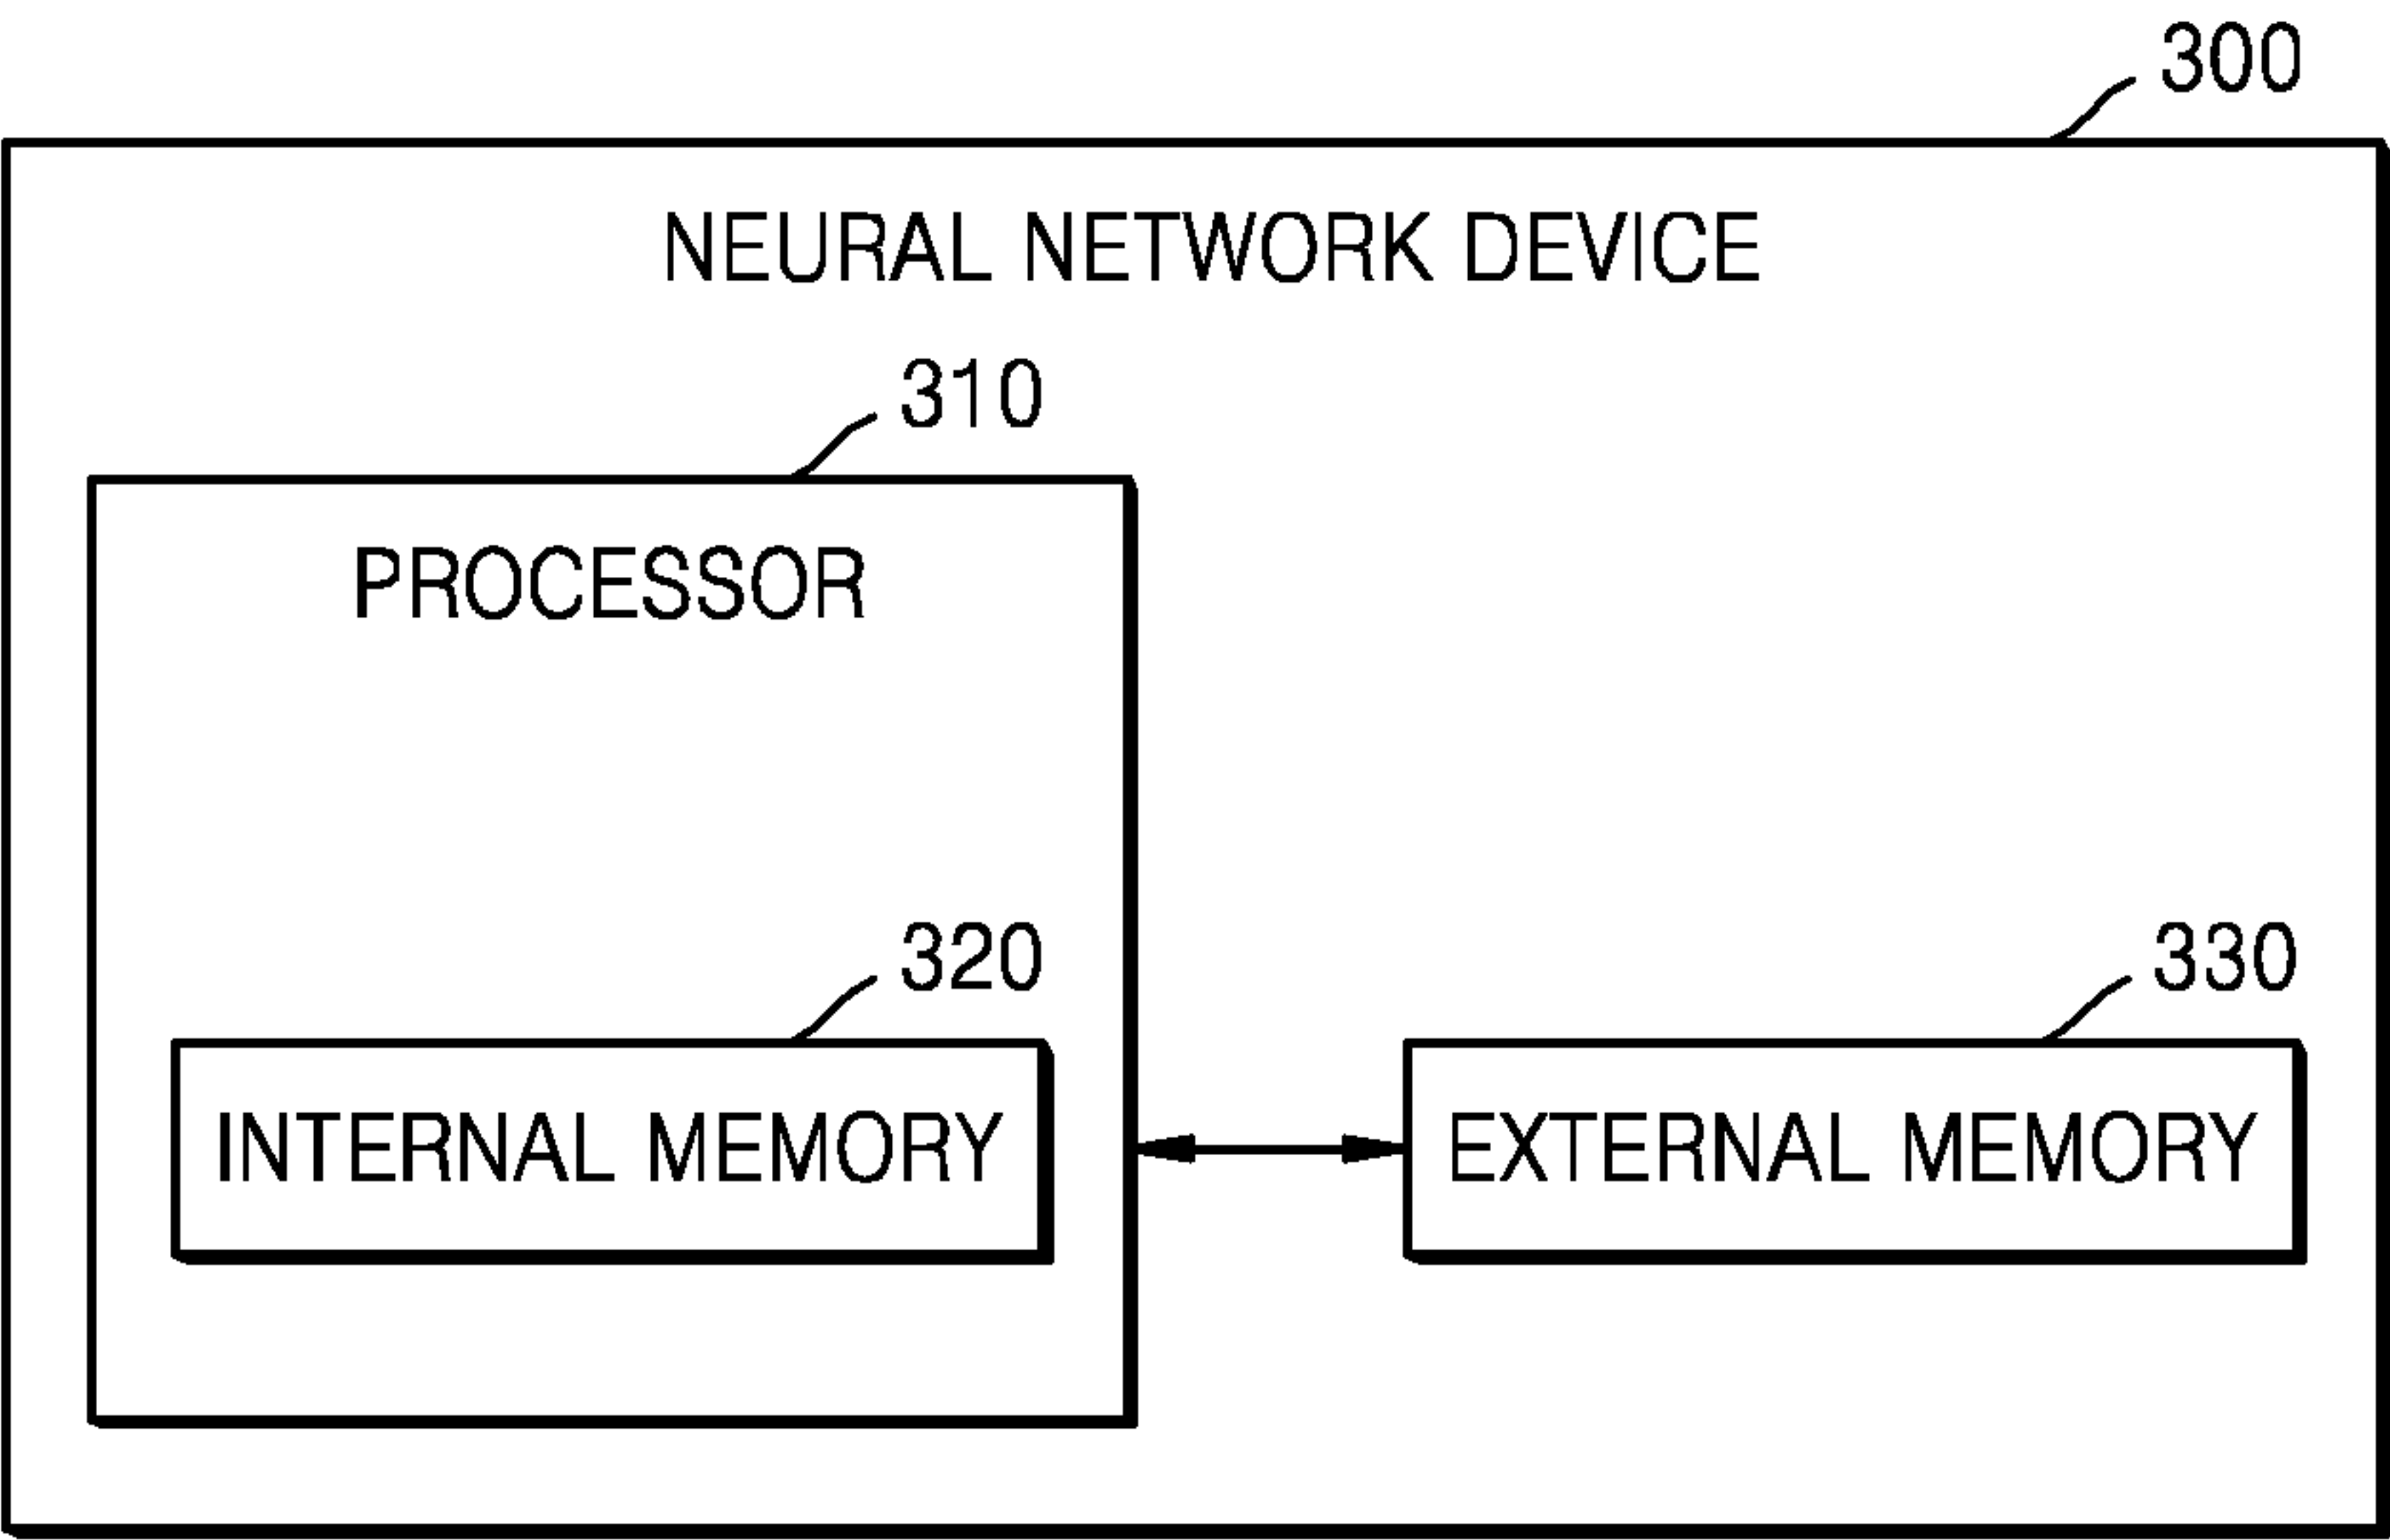 300
NEURAL NETWORK DEVICE
310
PROCESSOR
320
330
INTERNAL MEMORY
EXTERNAL MEMORY